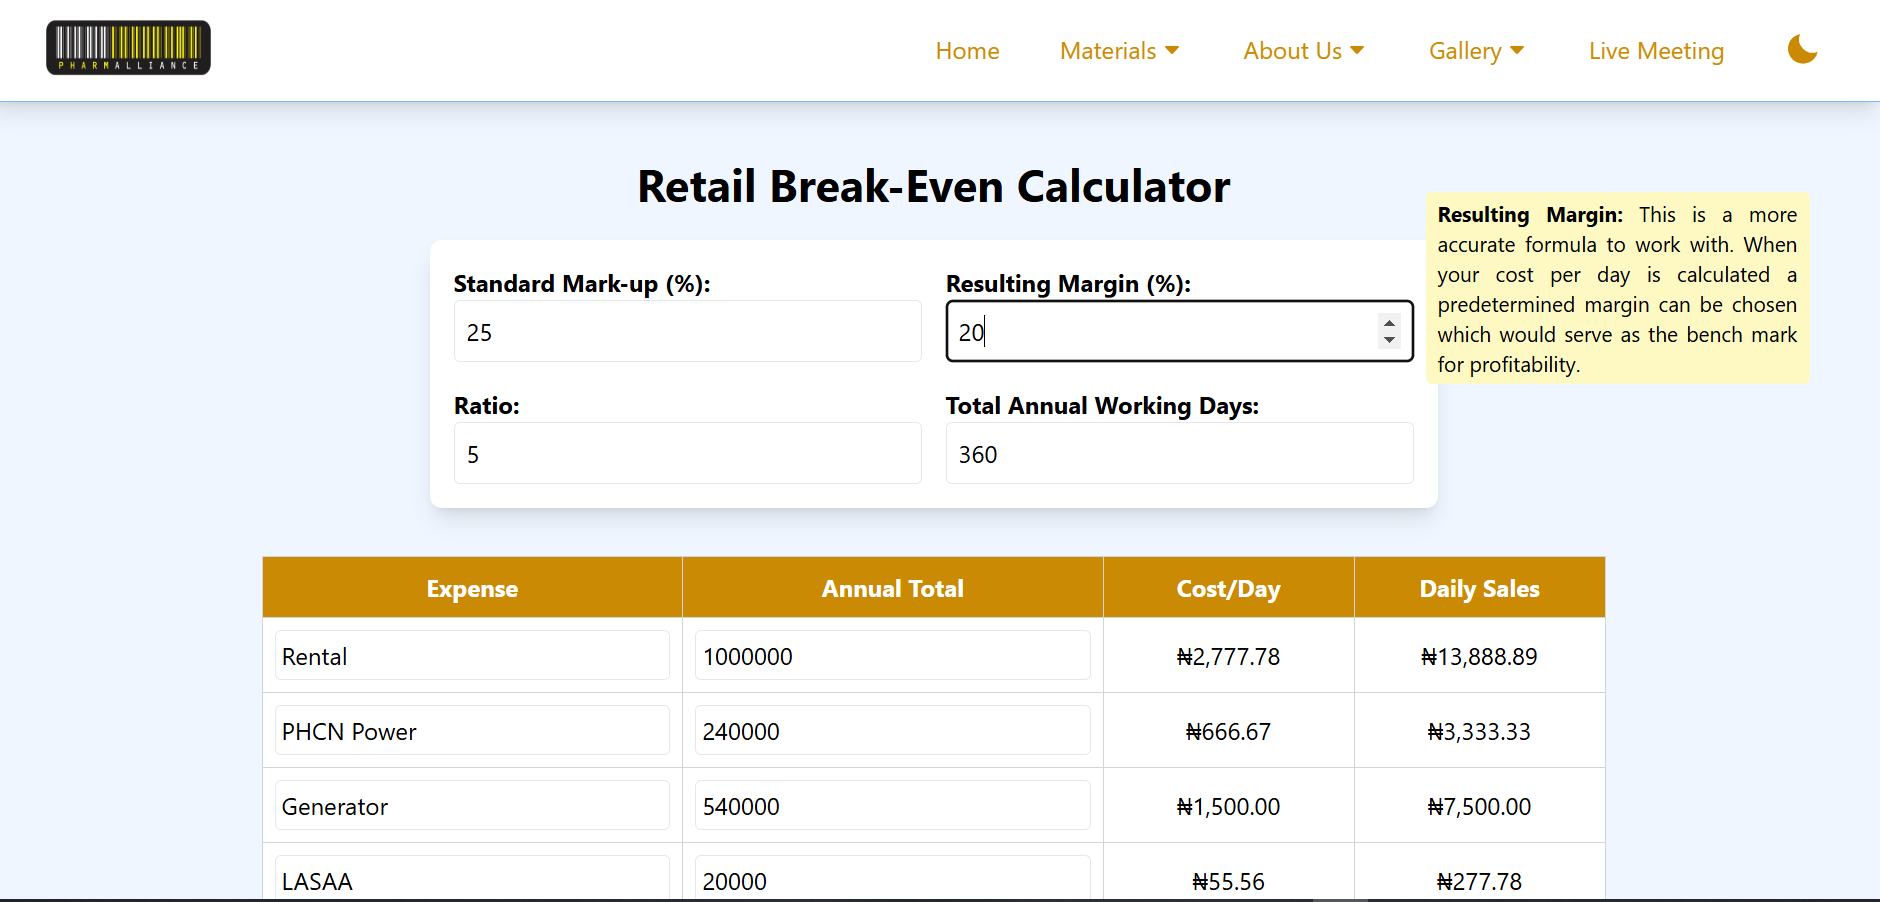 PHARMALLIANCE
Home Materials About Us Gallery Live Meeting
Retail Break-Even Calculator
Resulting Margin: This is a more
accurate formula to work with. When
your cost per day is calculated a
predetermined margin can be chosen
which would serve as the bench mark
for profitability.
Standard Mark-up (%): Resulting Margin (%):
25 20
Ratio: Total Annual Working Days:
5 360
Expense Annual Total Cost/Day Daily Sales
Rental 1000000 ₦2,777.78 ₦13,888.89
PHCN Power 240000 ₦666.67 ₦3,333.33
Generator 540000 ₦1,500.00 ₦7,500.00
LASAA 20000 ₦55.56 ₦277.78